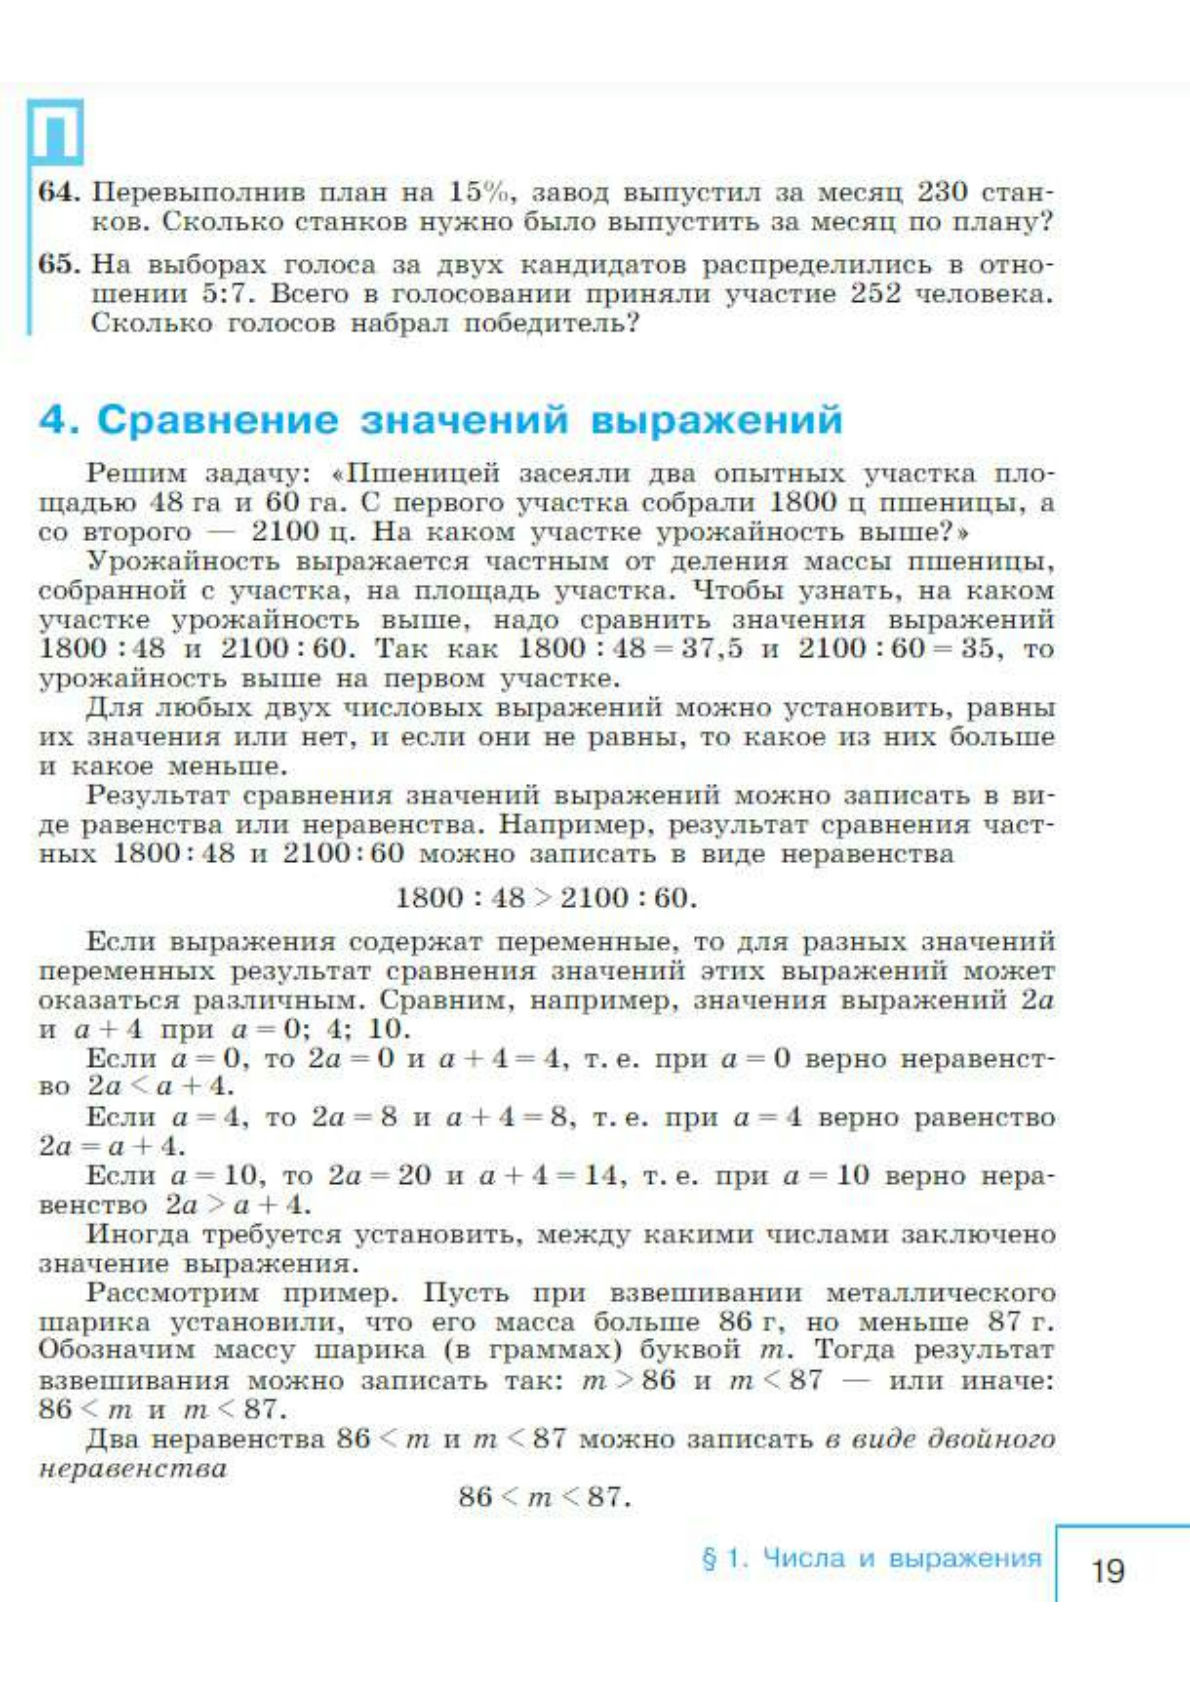 П
64. Перевыполнив план на 15%, завод выпустил за месяц 230 стан-
ков. Сколько станков нужно было выпустить за месяц по плану?
65. На выборах голоса за двух кандидатов распределились в отно-
шении 5:7. Всего в голосовании приняли участие 252 человека.
Сколько голосов набрал победитель?
4. Сравнение значений выражений
Решим задачу: «Пшеницей засеяли два опытных участка пло-
щадью 48 га и 60 га. С первого участка собрали 1800 ц пшеницы, а
со второго — 2100 ц. На каком участке урожайность выше?»
Урожайность выражается частным от деления массы пшеницы,
собранной с участка, на площадь участка. Чтобы узнать, на каком
участке урожайность выше, надо сравнить значения выражений
1800 : 48 и 2100 : 60. Так как 1800 : 48 = 37,5 и 2100 : 60 = 35, то
урожайность выше на первом участке.
Для любых двух числовых выражений можно установить, равны
их значения или нет, и если они не равны, то какое из них больше
и какое меньше.
Результат сравнения значений выражений можно записать в ви-
де равенства или неравенства. Например, результат сравнения част-
ных 1800 : 48 и 2100 : 60 можно записать в виде неравенства
1800 : 48 > 2100 : 60.
Если выражения содержат переменные, то для разных значений
переменных результат сравнения значений этих выражений может
оказаться различным. Сравним, например, значения выражений 2a
и a + 4 при a = 0; 4; 10.
Если a = 0, то 2a = 0 и a + 4 = 4, т. е. при a = 0 верно неравенст-
во 2a < a + 4.
Если a = 4, то 2a = 8 и a + 4 = 8, т. е. при a = 4 верно равенство
2a = a + 4.
Если a = 10, то 2a = 20 и a + 4 = 14, т. е. при a = 10 верно нера-
венство 2a > a + 4.
Иногда требуется установить, между какими числами заключено
значение выражения.
Рассмотрим пример. Пусть при взвешивании металлического
шарика установили, что его масса больше 86 г, но меньше 87 г.
Обозначим массу шарика (в граммах) буквой m. Тогда результат
взвешивания можно записать так: m > 86 и m < 87 — или иначе:
86 < m и m < 87.
Два неравенства 86 < m и m < 87 можно записать в виде двойного
неравенства
86 < m < 87.
§ 1. Числа и выражения
19